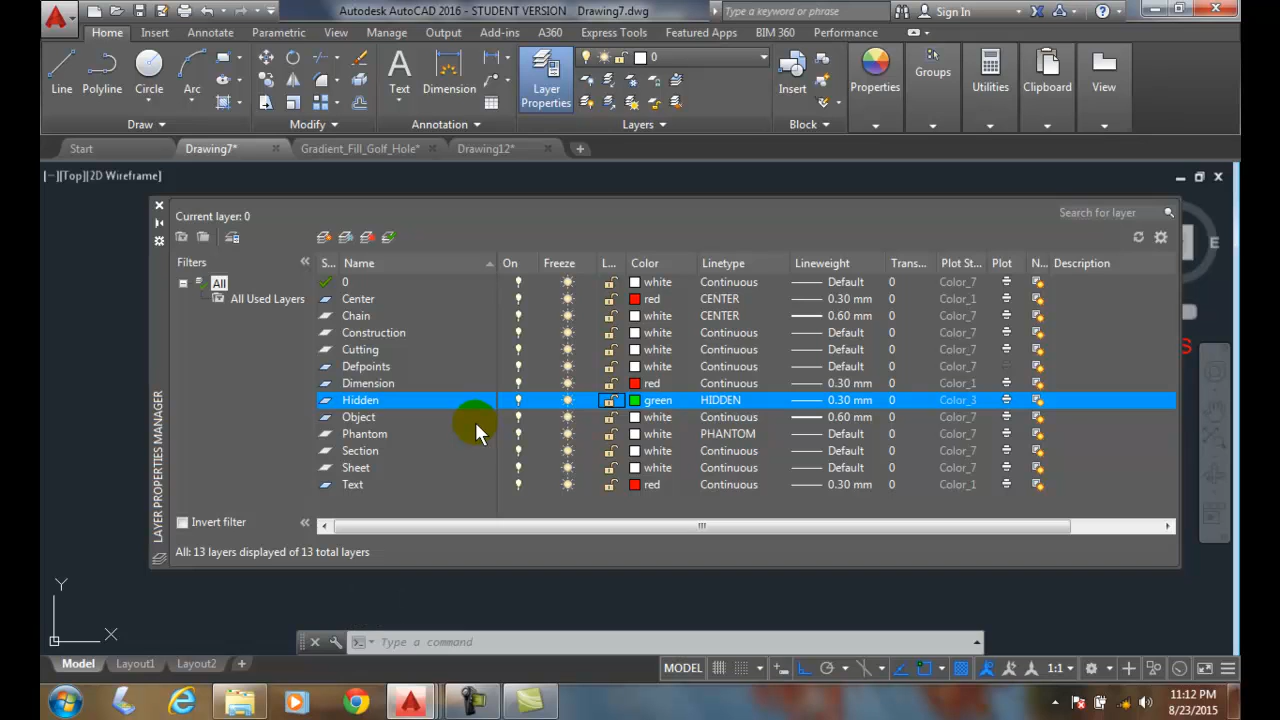 Autodesk AutoCAD 2016 - STUDENT VERSION Drawing7.dwg
Type a keyword or phrase
Sign In
Home Insert Annotate Parametric View Manage Output Add-ins A360 Express Tools Featured Apps BIM 360 Performance
Line Polyline Circle Arc Text Dimension Layer Properties 0 Insert Properties Groups Utilities Clipboard View
Draw Modify Annotation Layers Block
Start Drawing7* Gradient_Fill_Golf_Hole* Drawing12*
[−][Top][2D Wireframe]
E
S
Current layer: 0
Search for layer
Filters
All
All Used Layers
S... Name On Freeze L... Color Linetype Lineweight Trans... Plot St... Plot N... Description
0 white Continuous Default 0 Color_7
Center red CENTER 0.30 mm 0 Color_1
Chain white CENTER 0.60 mm 0 Color_7
Construction white Continuous Default 0 Color_7
Cutting white Continuous Default 0 Color_7
Defpoints white Continuous Default 0 Color_7
Dimension red Continuous 0.30 mm 0 Color_1
Hidden green HIDDEN 0.30 mm 0 Color_3
Object white Continuous 0.60 mm 0 Color_7
Phantom white PHANTOM Default 0 Color_7
Section white Continuous Default 0 Color_7
Sheet white Continuous Default 0 Color_7
Text red Continuous 0.30 mm 0 Color_1
Invert filter
All: 13 layers displayed of 13 total layers
LAYER PROPERTIES MANAGER
Y
X
Type a command
Model Layout1 Layout2
MODEL 1:1
11:12 PM
8/23/2015